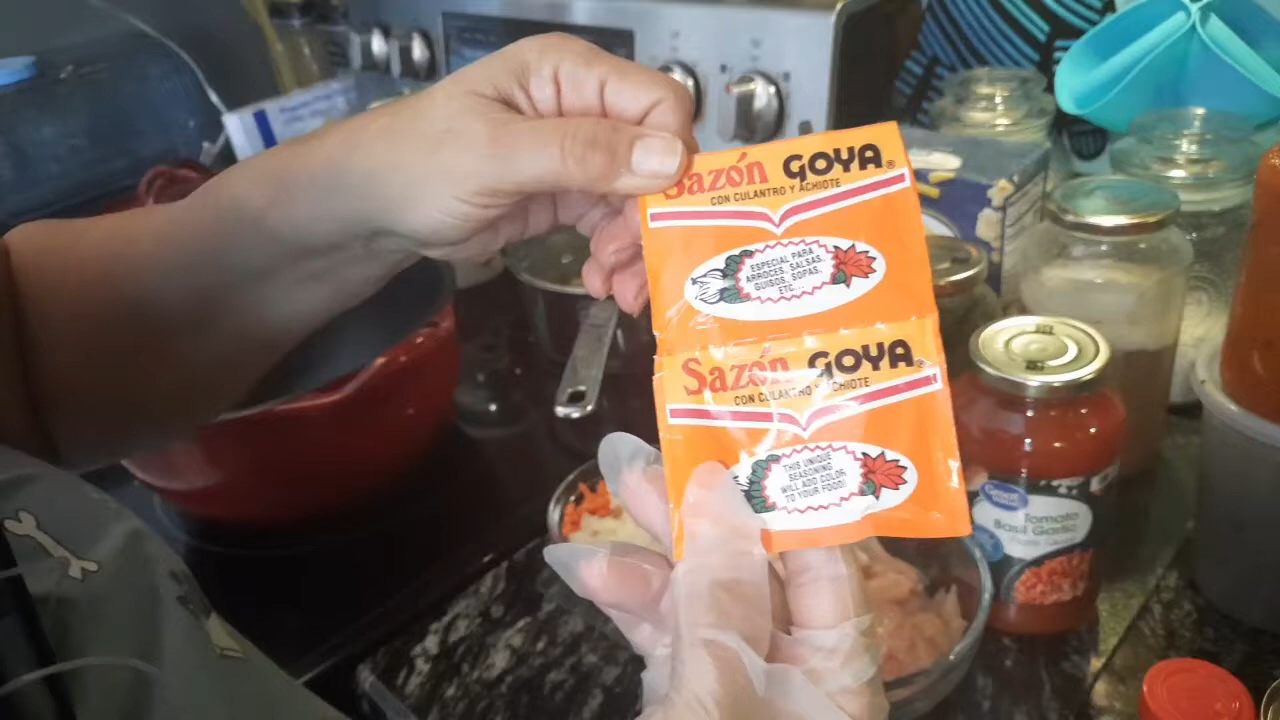 Sazón GOYA®
CON CULANTRO Y ACHIOTE
ESPECIAL PARA
ARROCES, SALSAS,
GUISOS, SOPAS,
ETC...
Sazón GOYA®
CON CULANTRO Y ACHIOTE
THIS UNIQUE
SEASONING
WILL ADD COLOR
TO YOUR FOOD!
Great
Value
Tomato
Basil Garlic